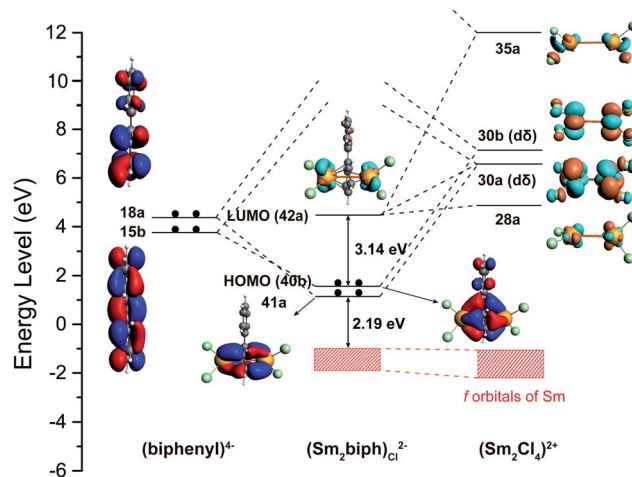 12
10
8
6
4
2
0
-2
-4
-6
Energy Level (eV)
18a
15b
LUMO (42a)
3.14 eV
HOMO (40b)
41a
2.19 eV
35a
30b (dδ)
30a (dδ)
28a
f orbitals of Sm
(biphenyl)⁴⁻
(Sm₂biph)Cl²⁻
(Sm₂Cl₄)²⁺